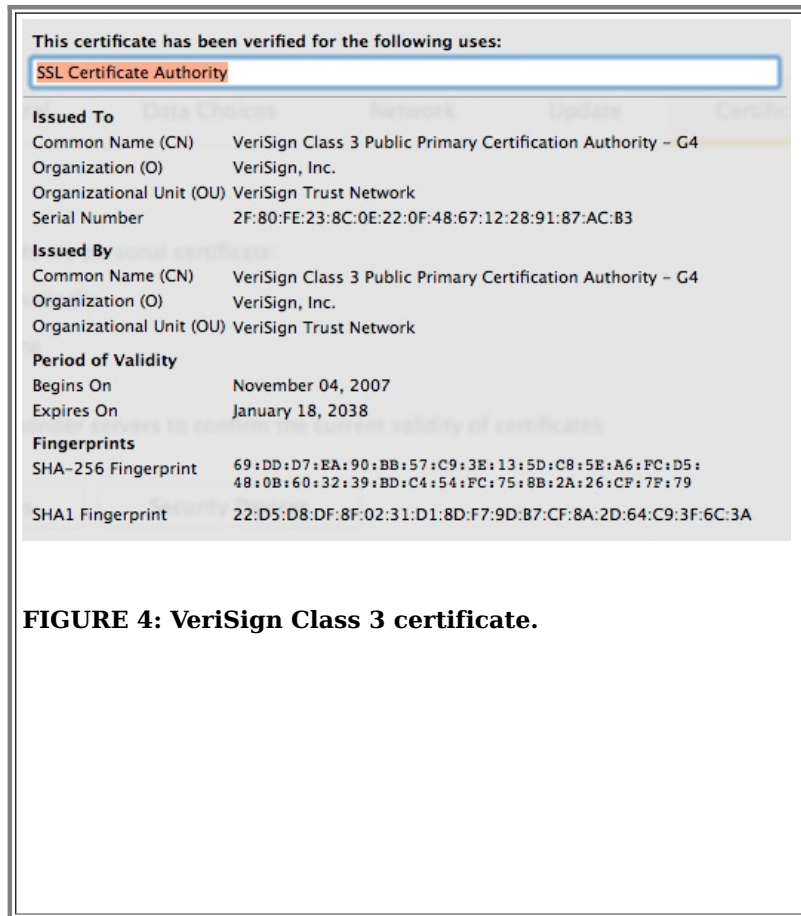 This certificate has been verified for the following uses:
SSL Certificate Authority
Data Choices Network Update Certific
Issued To
Common Name (CN) VeriSign Class 3 Public Primary Certification Authority – G4
Organization (O) VeriSign, Inc.
Organizational Unit (OU) VeriSign Trust Network
Serial Number 2F:80:FE:23:8C:0E:22:0F:48:67:12:28:91:87:AC:B3
Issued By
Common Name (CN) VeriSign Class 3 Public Primary Certification Authority – G4
Organization (O) VeriSign, Inc.
Organizational Unit (OU) VeriSign Trust Network
Period of Validity
Begins On November 04, 2007
Expires On January 18, 2038
Fingerprints
SHA-256 Fingerprint 69:DD:D7:EA:90:BB:57:C9:3E:13:5D:C8:5E:A6:FC:D5:
48:0B:60:32:39:BD:C4:54:FC:75:8B:2A:26:CF:7F:79
Security Devices
SHA1 Fingerprint 22:D5:D8:DF:8F:02:31:D1:8D:F7:9D:B7:CF:8A:2D:64:C9:3F:6C:3A
FIGURE 4: VeriSign Class 3 certificate.